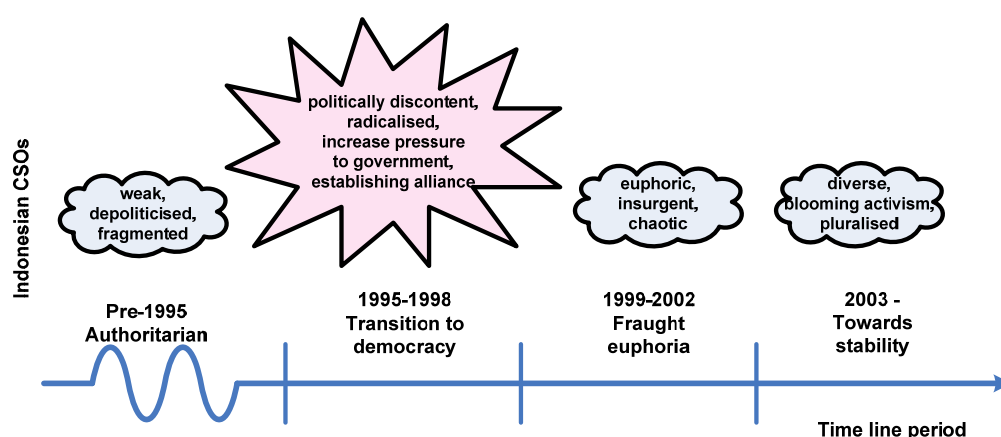 Indonesian CSOs
weak,
depoliticised,
fragmented
politically discontent,
radicalised,
increase pressure
to government,
establishing alliance
euphoric,
insurgent,
chaotic
diverse,
blooming activism,
pluralised
Pre-1995
Authoritarian
1995-1998
Transition to
democracy
1999-2002
Fraught
euphoria
2003 -
Towards
stability
Time line period